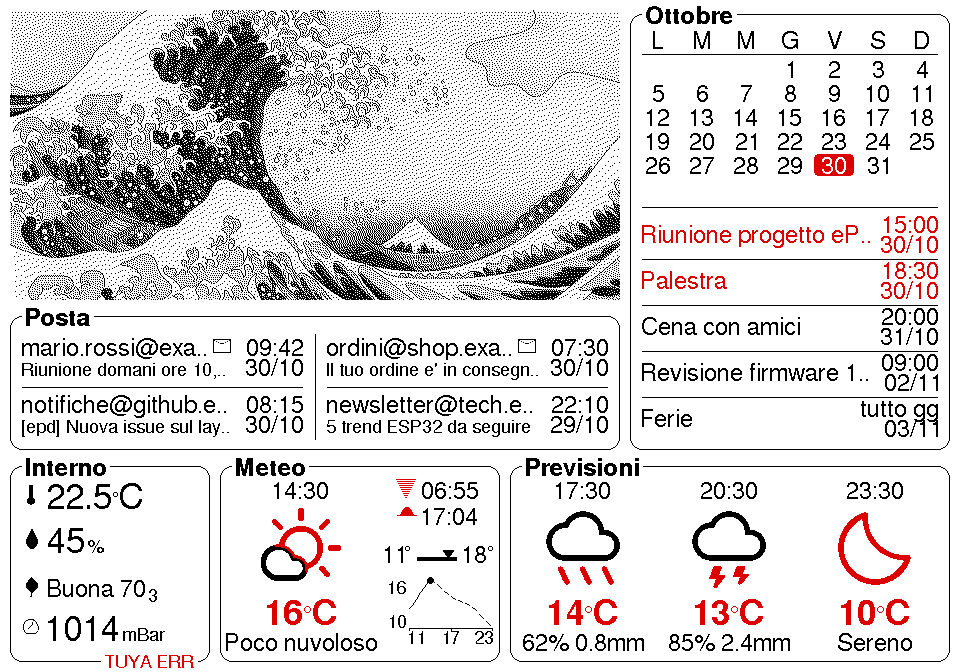 Ottobre
L M M G V S D
1 2 3 4
5 6 7 8 9 10 11
12 13 14 15 16 17 18
19 20 21 22 23 24 25
26 27 28 29 30 31
Riunione progetto eP.. 15:00
30/10
Palestra 18:30
30/10
Cena con amici 20:00
31/10
Revisione firmware 1.. 09:00
02/11
Ferie tutto gg
03/11
Posta
mario.rossi@exa.. 09:42
Riunione domani ore 10,.. 30/10
ordini@shop.exa.. 07:30
Il tuo ordine e' in consegn.. 30/10
notifiche@github.e.. 08:15
[epd] Nuova issue sul lay.. 30/10
newsletter@tech.e.. 22:10
5 trend ESP32 da seguire 29/10
Interno
22.5°C
45%
Buona 70 3
1014 mBar
TUYA ERR
Meteo
14:30
16°C
Poco nuvoloso
06:55
17:04
11° 18°
16
10
11 17 23
Previsioni
17:30 20:30 23:30
14°C 13°C 10°C
62% 0.8mm 85% 2.4mm Sereno